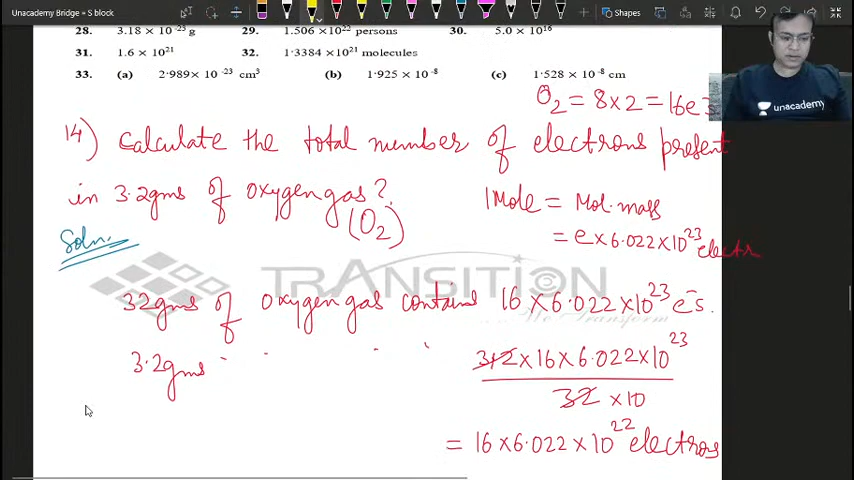 Unacademy Bridge = S block
Shapes
28. 3.18 × 10⁻²³ g 29. 1.506 × 10²² persons 30. 5.0 × 10¹⁶
31. 1.6 × 10²¹ 32. 1·3384 × 10²¹ molecules
33. (a) 2·989 × 10⁻²³ cm³ (b) 1·925 × 10⁻⁸ (c) 1·528 × 10⁻⁸ cm
unacademy
O₂ = 8×2 = 16e⁻s
14) Calculate the total number of electrons present
in 3.2gms of oxygen gas?
(O₂)
1Mole = Mol. mass
= e × 6.022 × 10²³ electr
Soln.
TRANSITION
We Transform
32gms of oxygen gas contains 16 × 6.022 × 10²³ e⁻s.
3.2gms " " " "
3.2 × 16 × 6.022 × 10²³
32 × 10
= 16 × 6.022 × 10²² electrons